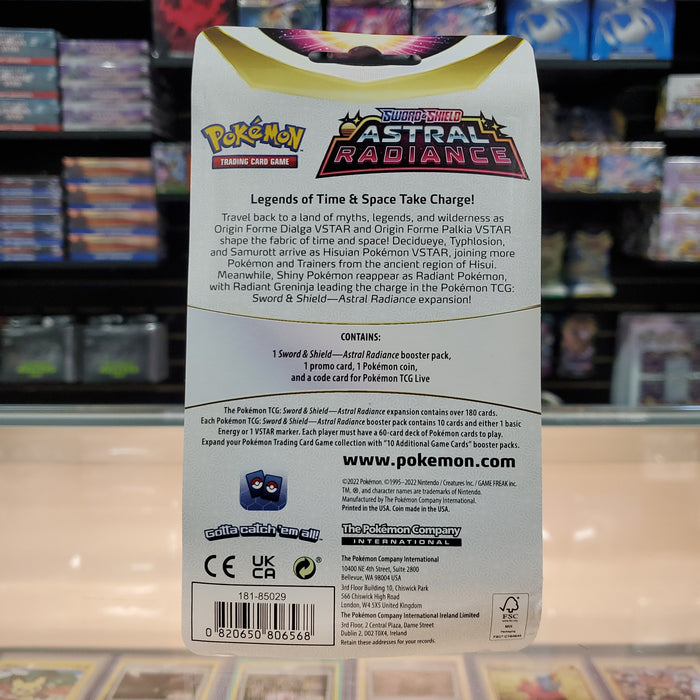 Pokémon
TRADING CARD GAME
SWORD & SHIELD
ASTRAL
RADIANCE
Legends of Time & Space Take Charge!
Travel back to a land of myths, legends, and wilderness as
Origin Forme Dialga VSTAR and Origin Forme Palkia VSTAR
shape the fabric of time and space! Decidueye, Typhlosion,
and Samurott arrive as Hisuian Pokémon VSTAR, joining more
Pokémon and Trainers from the ancient region of Hisui.
Meanwhile, Shiny Pokémon reappear as Radiant Pokémon,
with Radiant Greninja leading the charge in the Pokémon TCG:
Sword & Shield—Astral Radiance expansion!
CONTAINS:
1 Sword & Shield—Astral Radiance booster pack,
1 promo card, 1 Pokémon coin,
and a code card for Pokémon TCG Live
The Pokémon TCG: Sword & Shield—Astral Radiance expansion contains over 180 cards.
Each Pokémon TCG: Sword & Shield—Astral Radiance booster pack contains 10 cards and either 1 basic
Energy or 1 VSTAR marker. Each player must have a 60-card deck of Pokémon cards to play.
Expand your Pokémon Trading Card Game collection with "10 Additional Game Cards" booster packs.
www.pokemon.com
©2022 Pokémon. ©1995–2022 Nintendo / Creatures Inc. / GAME FREAK inc.
TM, ®, and character names are trademarks of Nintendo.
Manufactured by The Pokémon Company International.
Printed in the USA. Coin made in the USA.
Gotta catch 'em all!
The Pokémon Company
INTERNATIONAL
CE
UK
CA
The Pokémon Company International
10400 NE 4th Street, Suite 2800
Bellevue, WA 98004 USA
3rd Floor Building 10, Chiswick Park
566 Chiswick High Road
London, W4 5XS United Kingdom
The Pokémon Company International Ireland Limited
3rd Floor, 2 Central Plaza, Dame Street
Dublin 2, D02 T0X4, Ireland
Retain these addresses for your records.
181-85029
0 820650 806568
FSC
MIX
Packaging